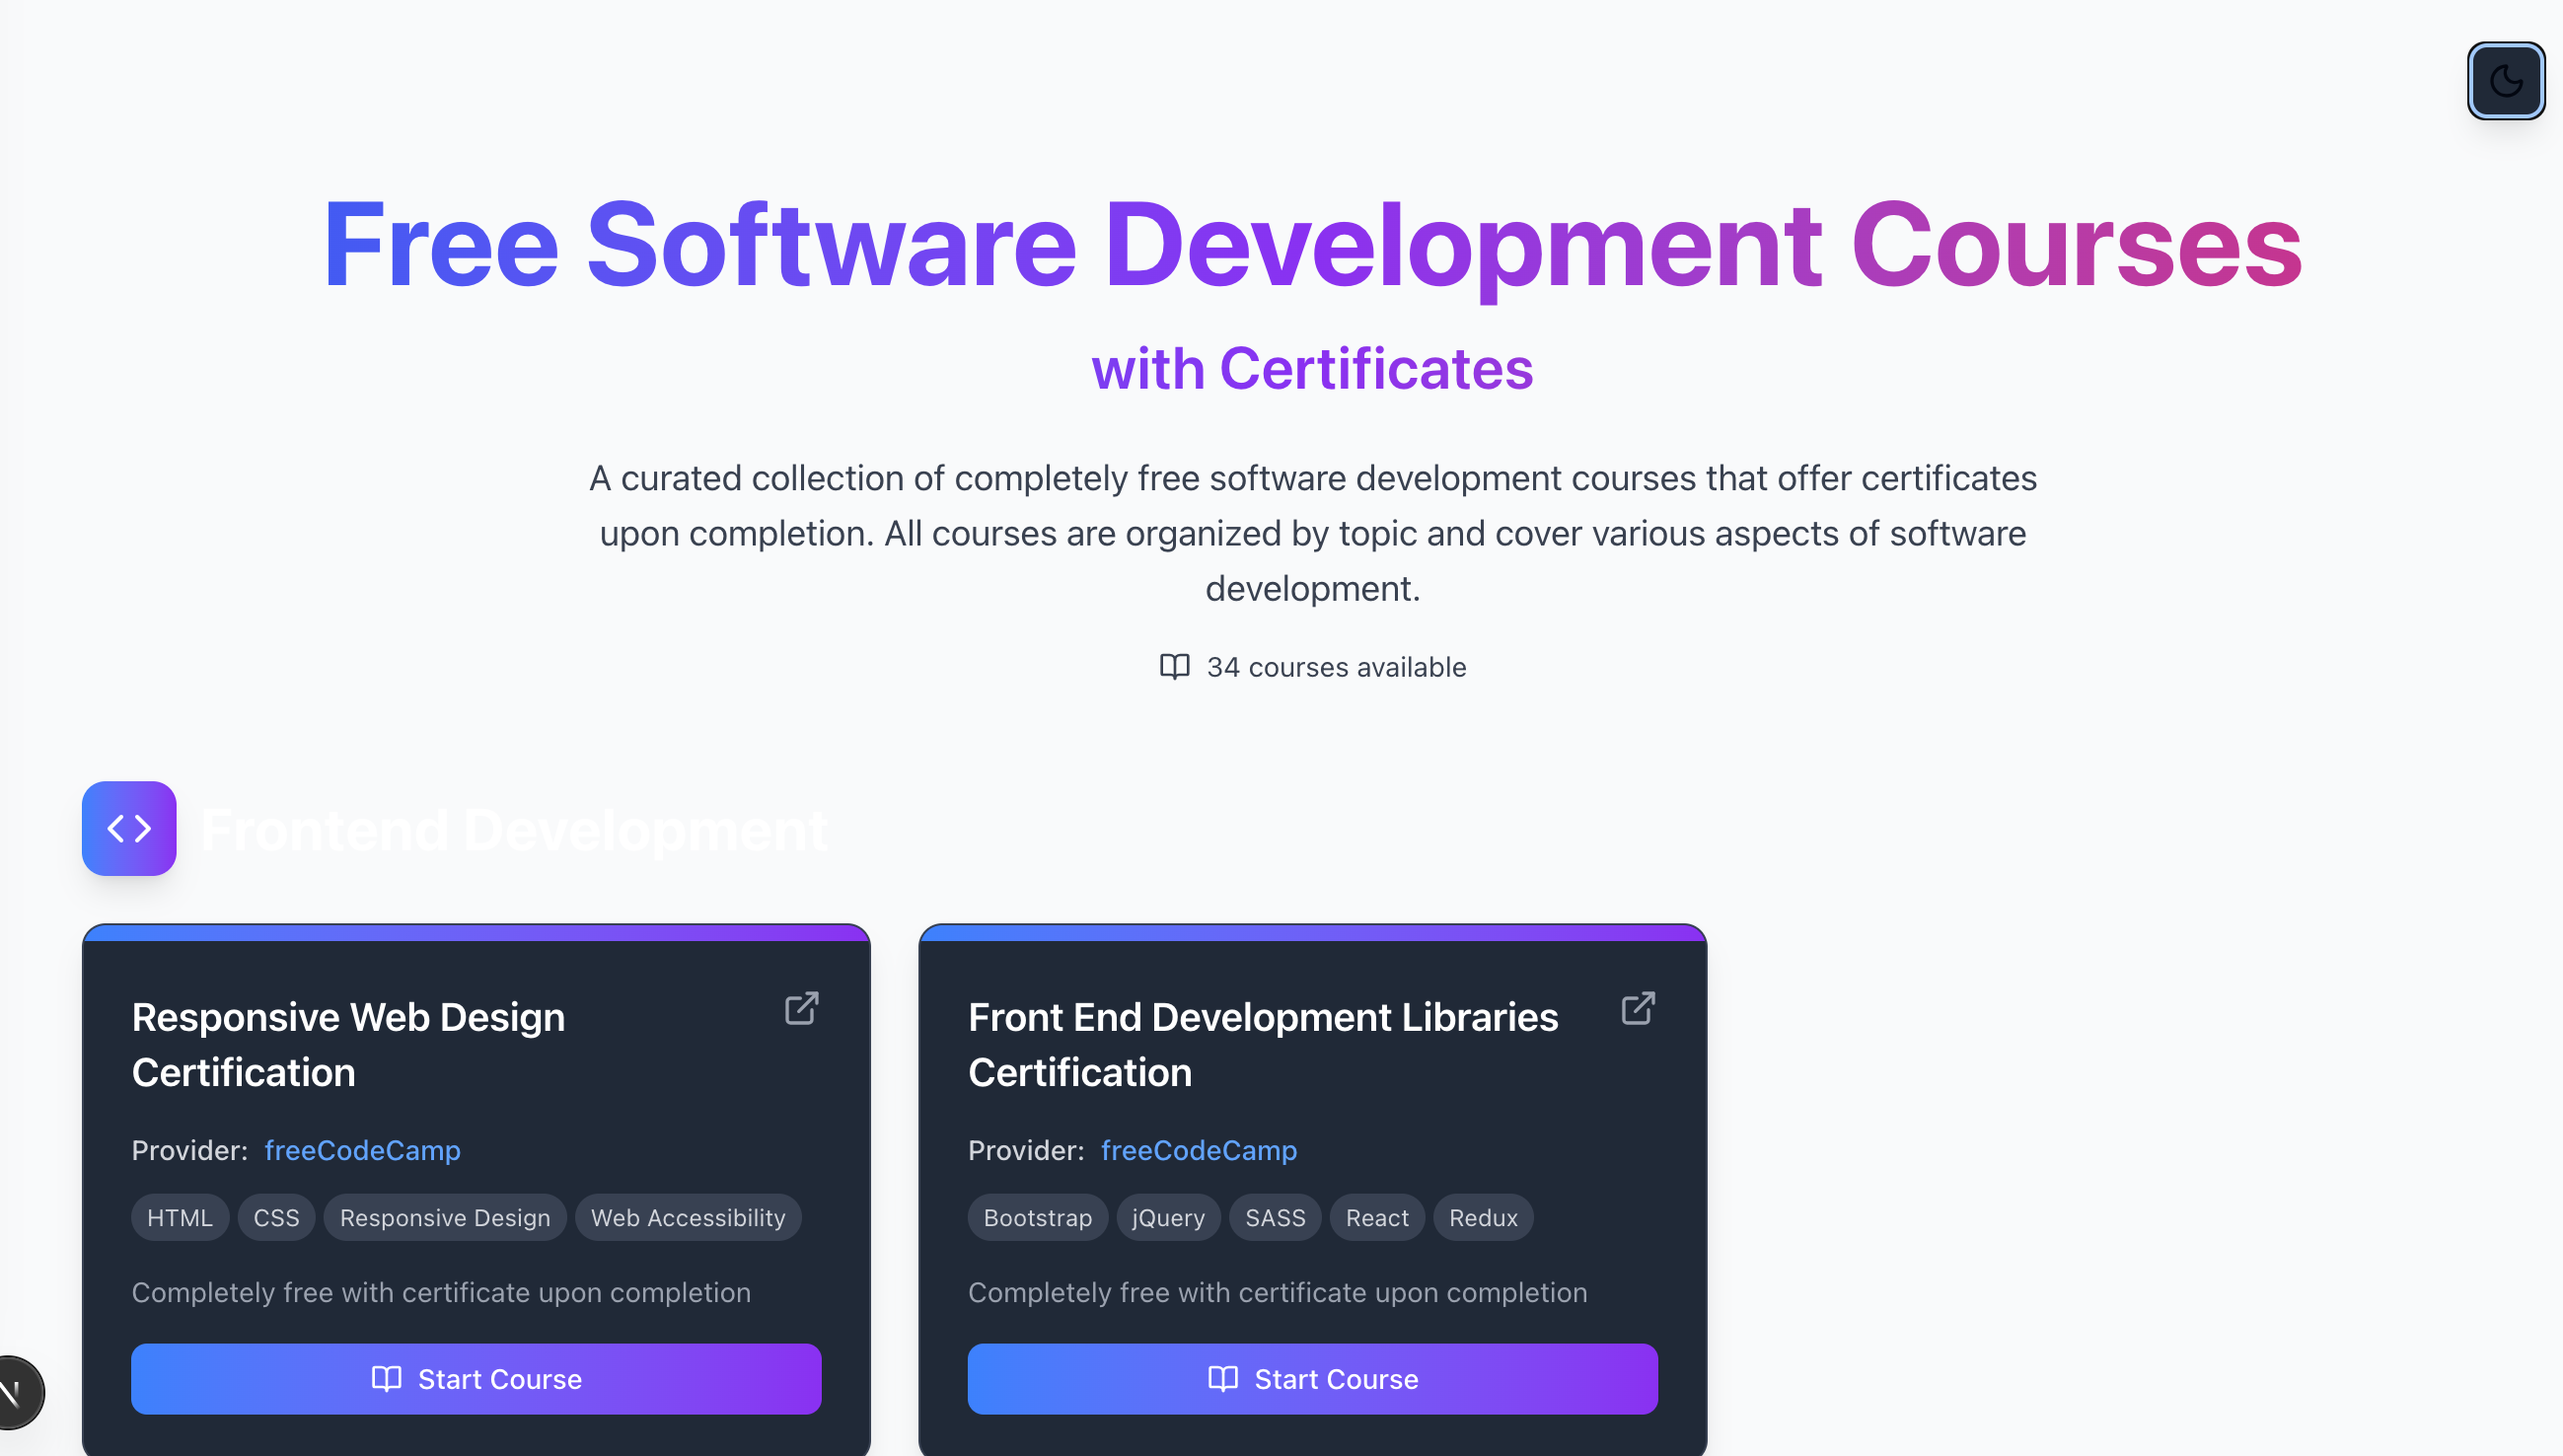 Free Software Development Courses
with Certificates
A curated collection of completely free software development courses that offer certificates
upon completion. All courses are organized by topic and cover various aspects of software
development.
34 courses available
Frontend Development
Responsive Web Design
Certification
Provider: freeCodeCamp
HTML CSS Responsive Design Web Accessibility
Completely free with certificate upon completion
Start Course
Front End Development Libraries
Certification
Provider: freeCodeCamp
Bootstrap jQuery SASS React Redux
Completely free with certificate upon completion
Start Course
N